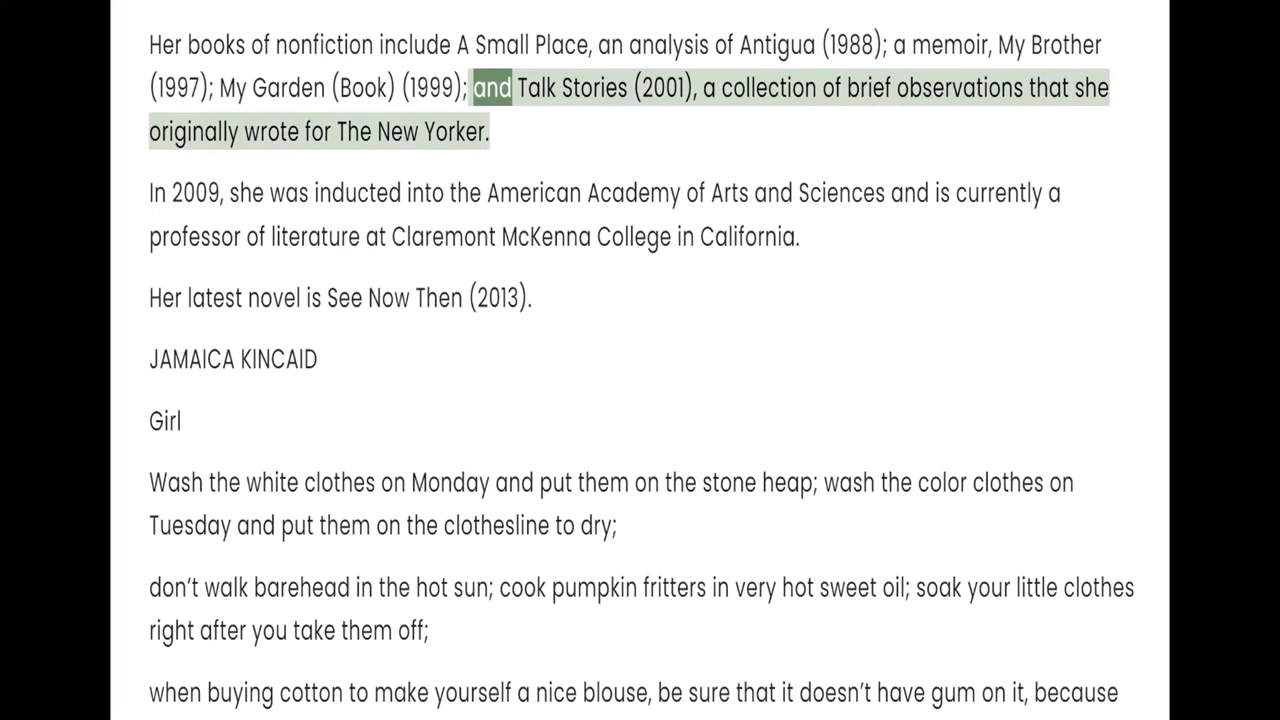 Her books of nonfiction include A Small Place, an analysis of Antigua (1988); a memoir, My Brother
(1997); My Garden (Book) (1999); and Talk Stories (2001), a collection of brief observations that she
originally wrote for The New Yorker.
In 2009, she was inducted into the American Academy of Arts and Sciences and is currently a
professor of literature at Claremont McKenna College in California.
Her latest novel is See Now Then (2013).
JAMAICA KINCAID
Girl
Wash the white clothes on Monday and put them on the stone heap; wash the color clothes on
Tuesday and put them on the clothesline to dry;
don’t walk barehead in the hot sun; cook pumpkin fritters in very hot sweet oil; soak your little clothes
right after you take them off;
when buying cotton to make yourself a nice blouse, be sure that it doesn’t have gum on it, because